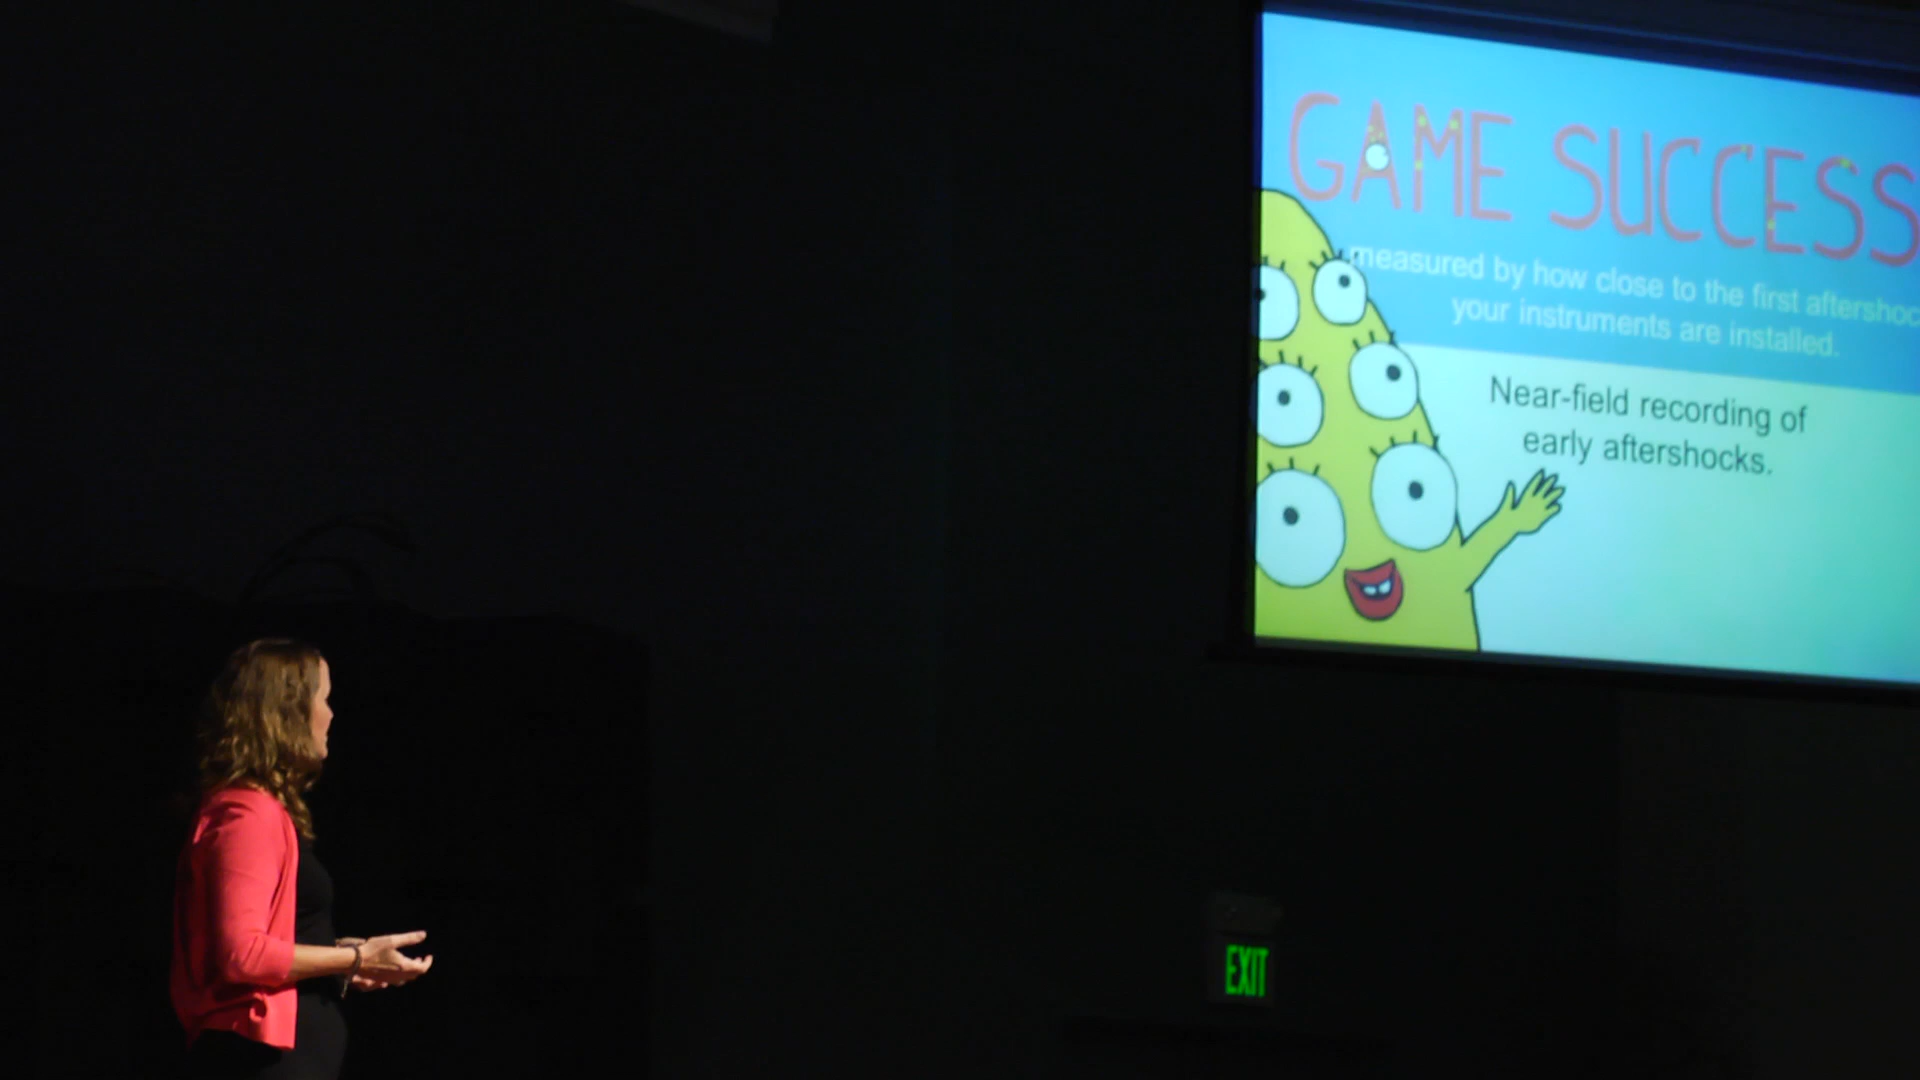 GAME SUCCESS
measured by how close to the first aftershoc
your instruments are installed.
Near-field recording of
early aftershocks.
EXIT